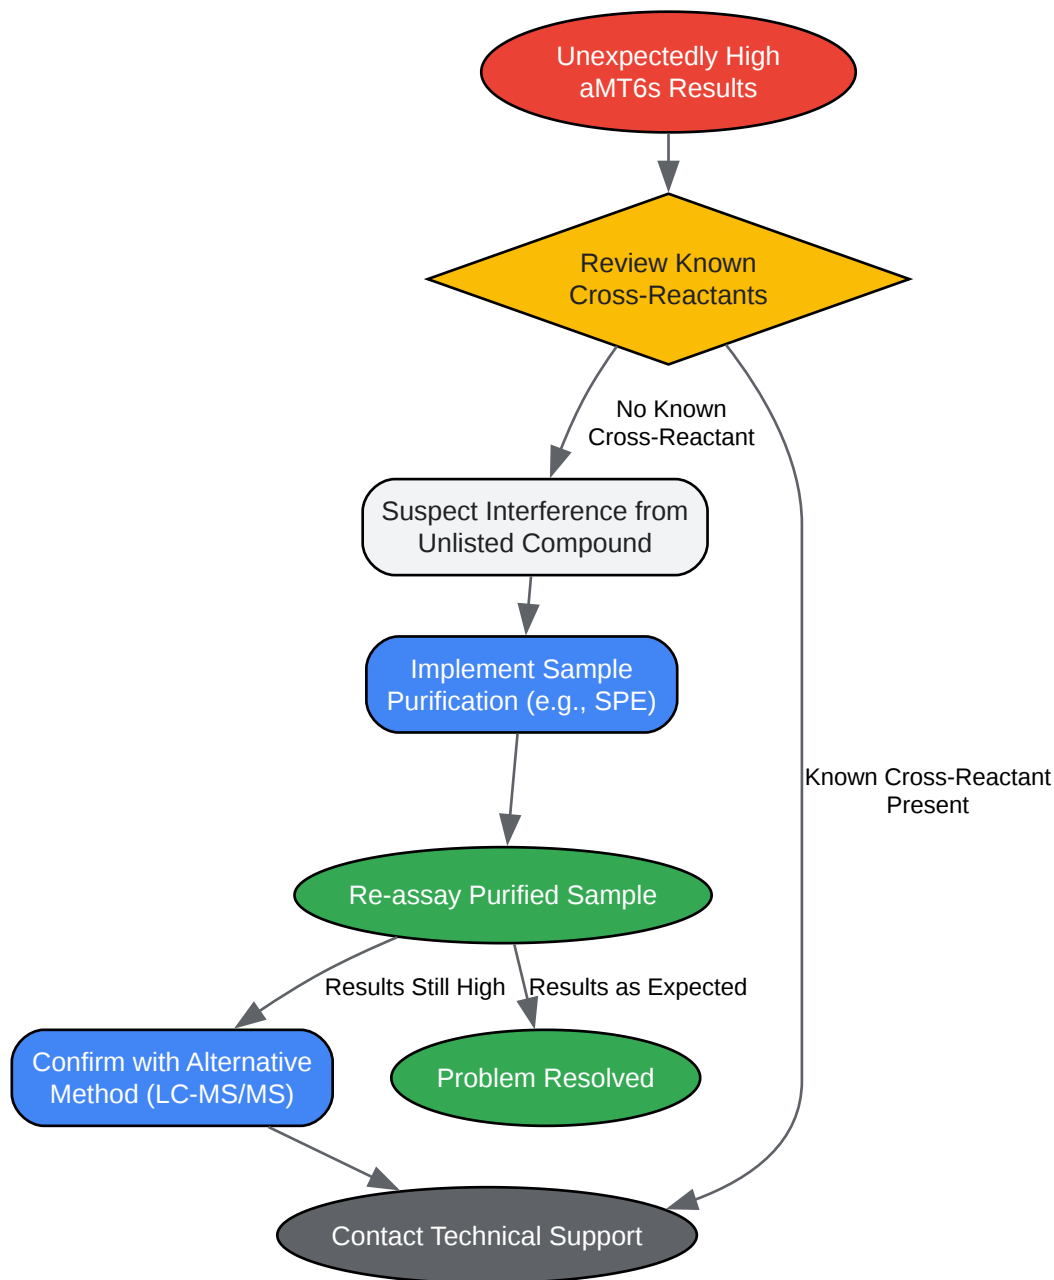 Unexpectedly High
aMT6s Results
Review Known
Cross-Reactants
No Known
Cross-Reactant
Suspect Interference from
Unlisted Compound
Implement Sample
Purification (e.g., SPE)
Known Cross-Reactant
Present
Re-assay Purified Sample
Results Still High
Results as Expected
Confirm with Alternative
Method (LC-MS/MS)
Problem Resolved
Contact Technical Support